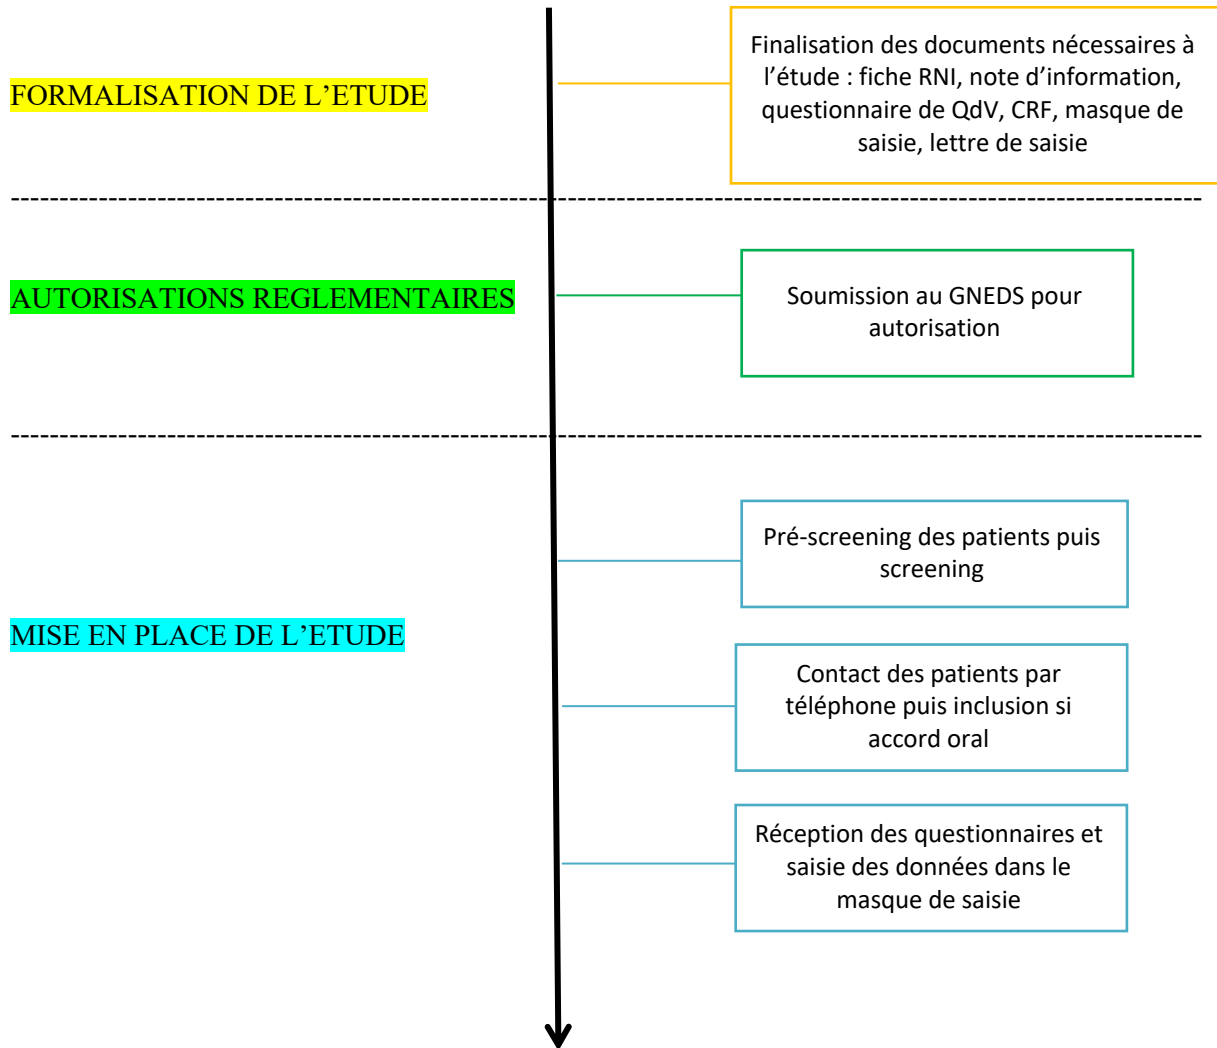 FORMALISATION DE L’ETUDE
Finalisation des documents nécessaires à
l’étude : fiche RNI, note d’information,
questionnaire de QdV, CRF, masque de
saisie, lettre de saisie
AUTORISATIONS REGLEMENTAIRES
Soumission au GNEDS pour
autorisation
MISE EN PLACE DE L’ETUDE
Pré-screening des patients puis
screening
Contact des patients par
téléphone puis inclusion si
accord oral
Réception des questionnaires et
saisie des données dans le
masque de saisie